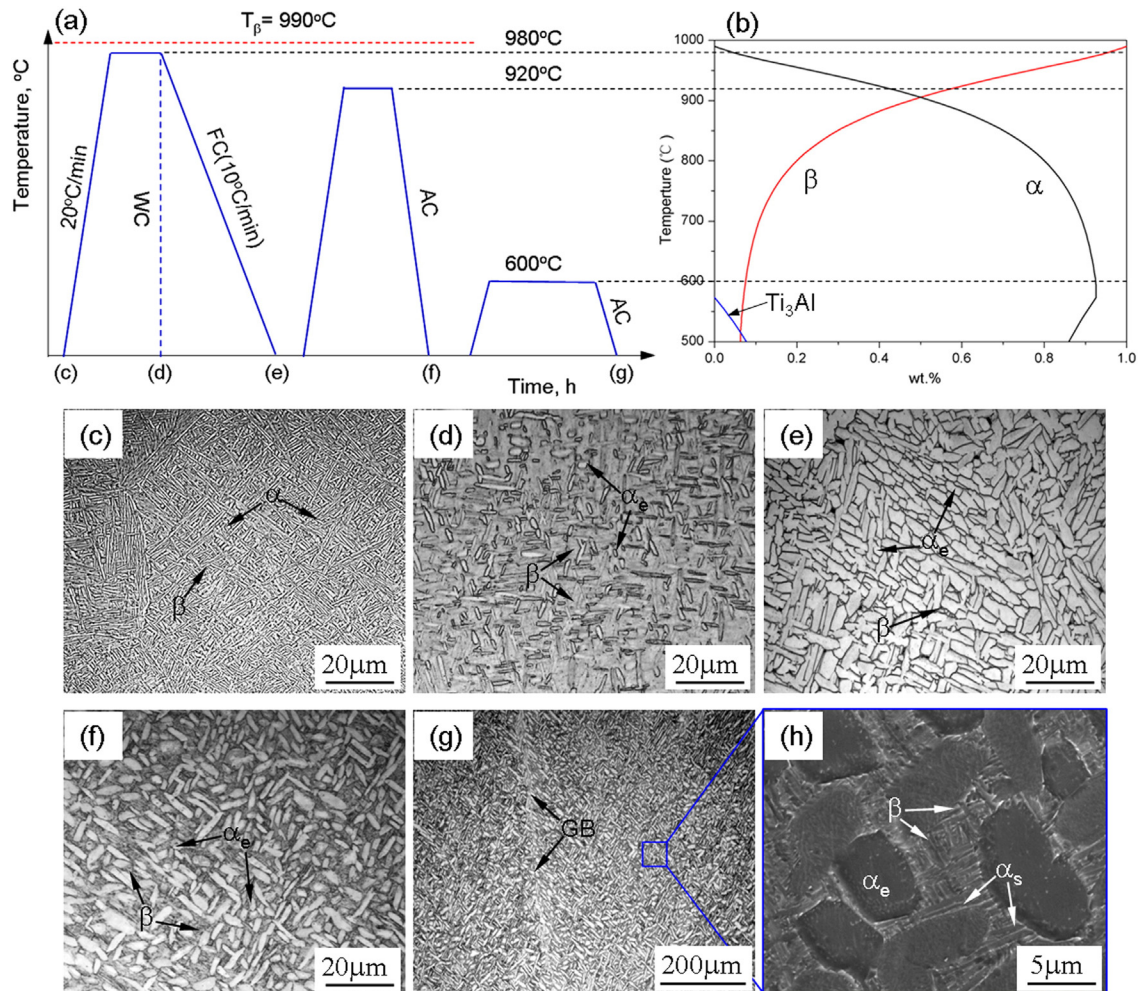 (a)
Tβ= 990°C
980°C
920°C
600°C
Temperature, °C
20°C/min
WC
FC(10°C/min)
AC
AC
(c)
(d)
(e)
(f)
(g)
Time, h
(b)
1000
900
800
700
600
500
Temperture (℃)
β
α
Ti₃Al
0.0
0.2
0.4
0.6
0.8
1.0
wt.%
(c)
α
β
20μm
(d)
αe
β
20μm
(e)
αe
β
20μm
(f)
αe
β
20μm
(g)
GB
200μm
(h)
β
αe
αs
5μm